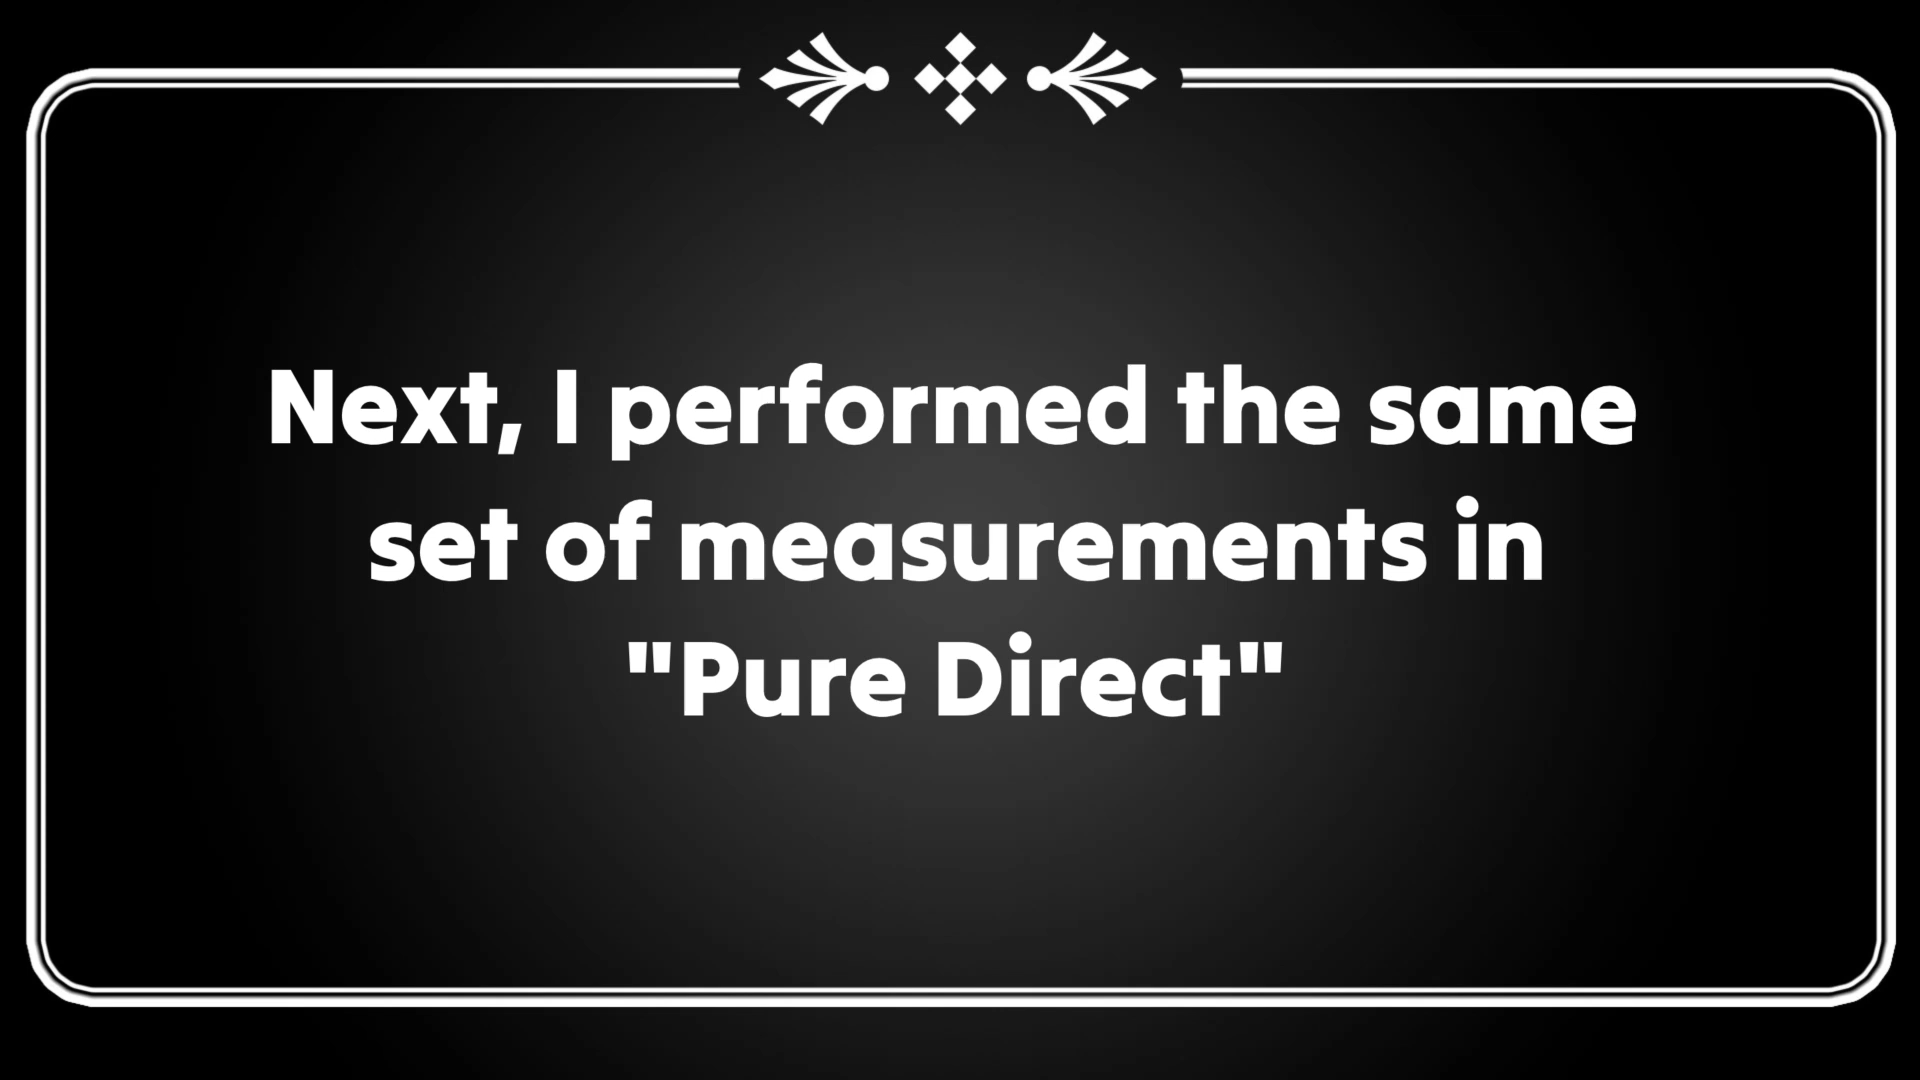 Next, I performed the same
set of measurements in
"Pure Direct"